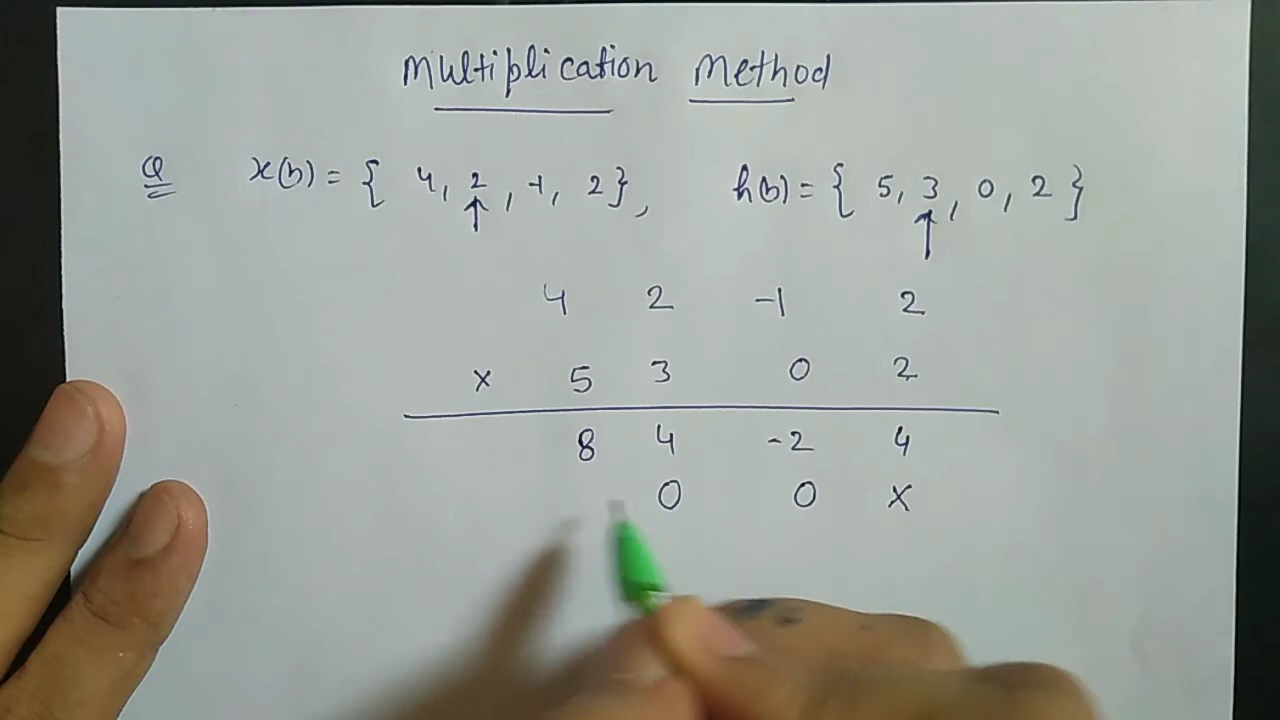 Multiplication Method
Q x(n) = { 4, 2, -1, 2 }, h(n) = { 5, 3, 0, 2 }
↑ ↑
4 2 -1 2
x 5 3 0 2
8 4 -2 4
0 0 x